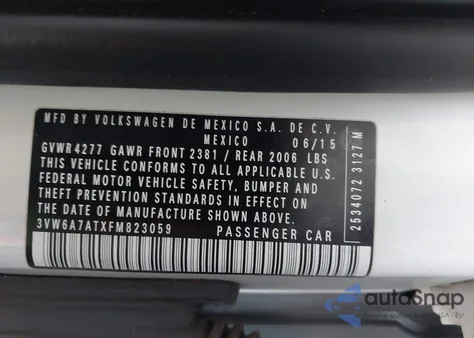 MFD BY VOLKSWAGEN DE MEXICO S.A. DE C.V.
MEXICO 06/15
GVWR 4277 GAWR FRONT 2381 / REAR 2006 LBS
THIS VEHICLE CONFORMS TO ALL APPLICABLE
FEDERAL MOTOR VEHICLE SAFETY, BUMPER AND
THEFT PREVENTION STANDARDS IN EFFECT ON
THE DATE OF MANUFACTURE SHOWN ABOVE.
3VW6A7ATXFM823059 PASSENGER CAR
2534072 3127 M
autoSnap